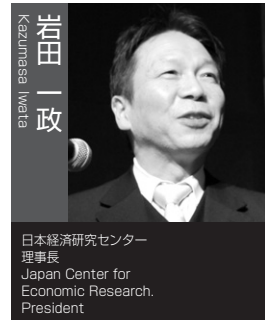 岩田 一政
Kazumasa Iwata
日本経済研究センター
理事長
Japan Center for
Economic Research.
President